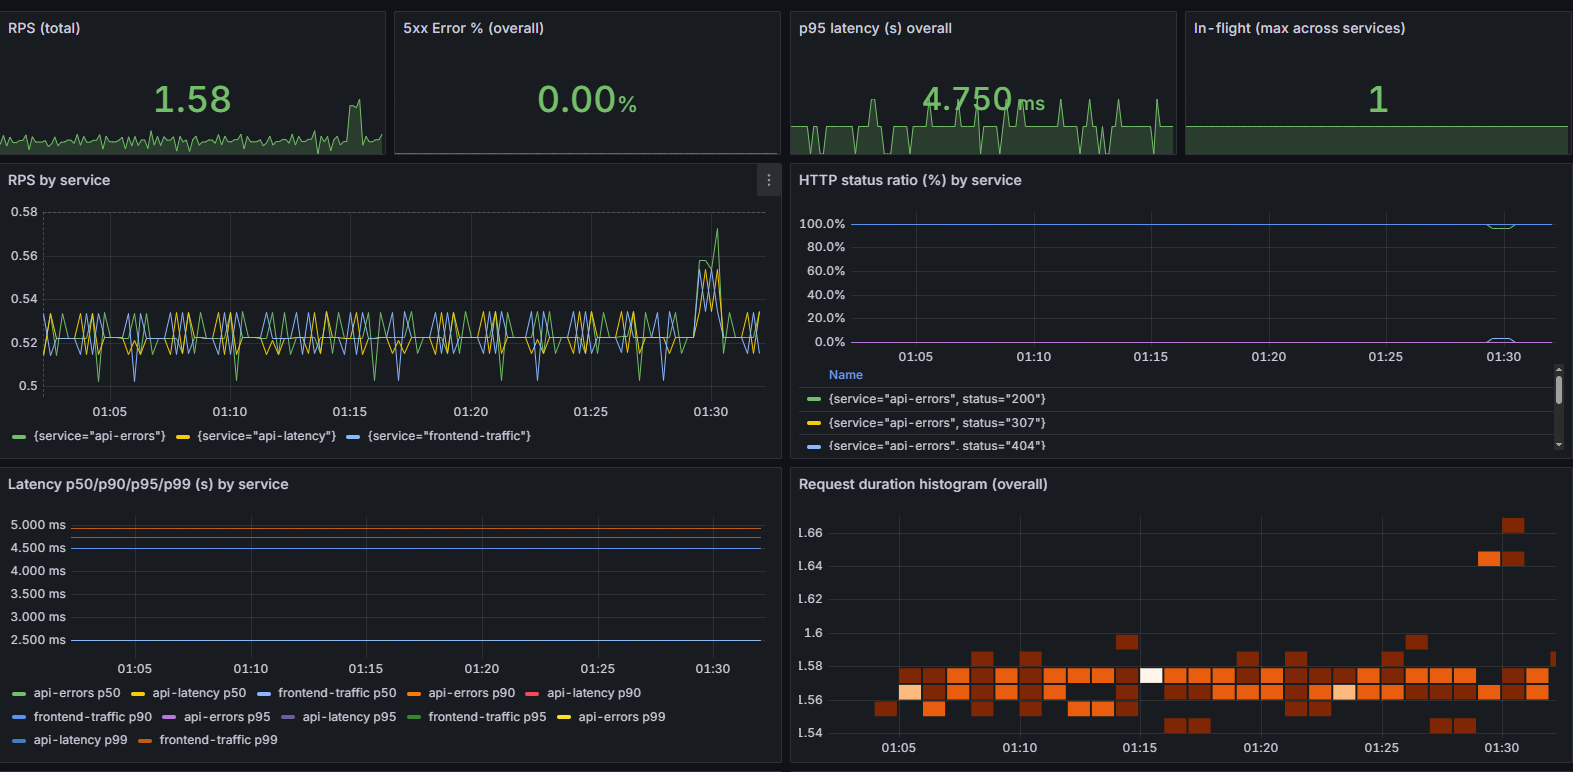 RPS (total)
5xx Error % (overall)
p95 latency (s) overall
In-flight (max across services)
1.58
0.00%
4.750 ms
1
RPS by service
0.58
0.56
0.54
0.52
0.5
01:05 01:10 01:15 01:20 01:25 01:30
{service="api-errors"} {service="api-latency"} {service="frontend-traffic"}
HTTP status ratio (%) by service
100.0%
80.0%
60.0%
40.0%
20.0%
0.0%
01:05 01:10 01:15 01:20 01:25 01:30
Name
{service="api-errors", status="200"}
{service="api-errors", status="307"}
{service="api-errors", status="404"}
Latency p50/p90/p95/p99 (s) by service
5.000 ms
4.500 ms
4.000 ms
3.500 ms
3.000 ms
2.500 ms
01:05 01:10 01:15 01:20 01:25 01:30
api-errors p50 api-latency p50 frontend-traffic p50 api-errors p90 api-latency p90
frontend-traffic p90 api-errors p95 api-latency p95 frontend-traffic p95 api-errors p99
api-latency p99 frontend-traffic p99
Request duration histogram (overall)
1.66
1.64
1.62
1.6
1.58
1.56
1.54
01:05 01:10 01:15 01:20 01:25 01:30